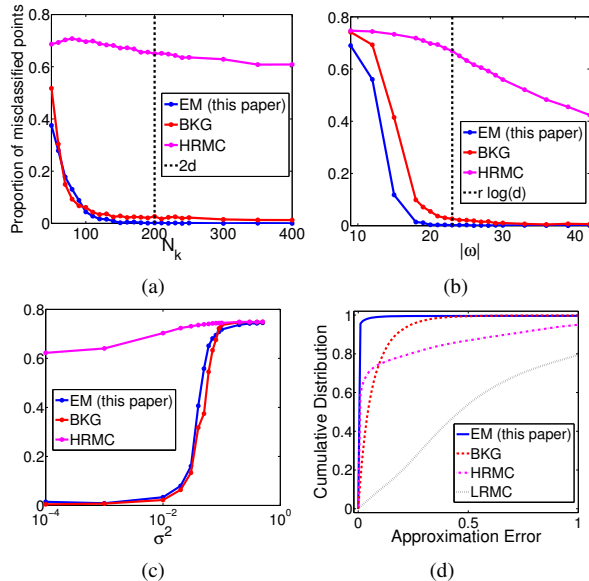 Proportion of misclassified points
0.8
0.6
0.4
0.2
0
100
200
300
400
N_k
EM (this paper)
BKG
HRMC
2d
(a)
0.8
0.6
0.4
0.2
0
10
20
30
40
|ω|
EM (this paper)
BKG
HRMC
r log(d)
(b)
0.8
0.6
0.4
0.2
0
10⁻⁴
10⁻²
10⁰
σ²
EM (this paper)
BKG
HRMC
(c)
Cumulative Distribution
1
0.8
0.6
0.4
0.2
0
0
0.5
1
Approximation Error
EM (this paper)
BKG
HRMC
LRMC
(d)